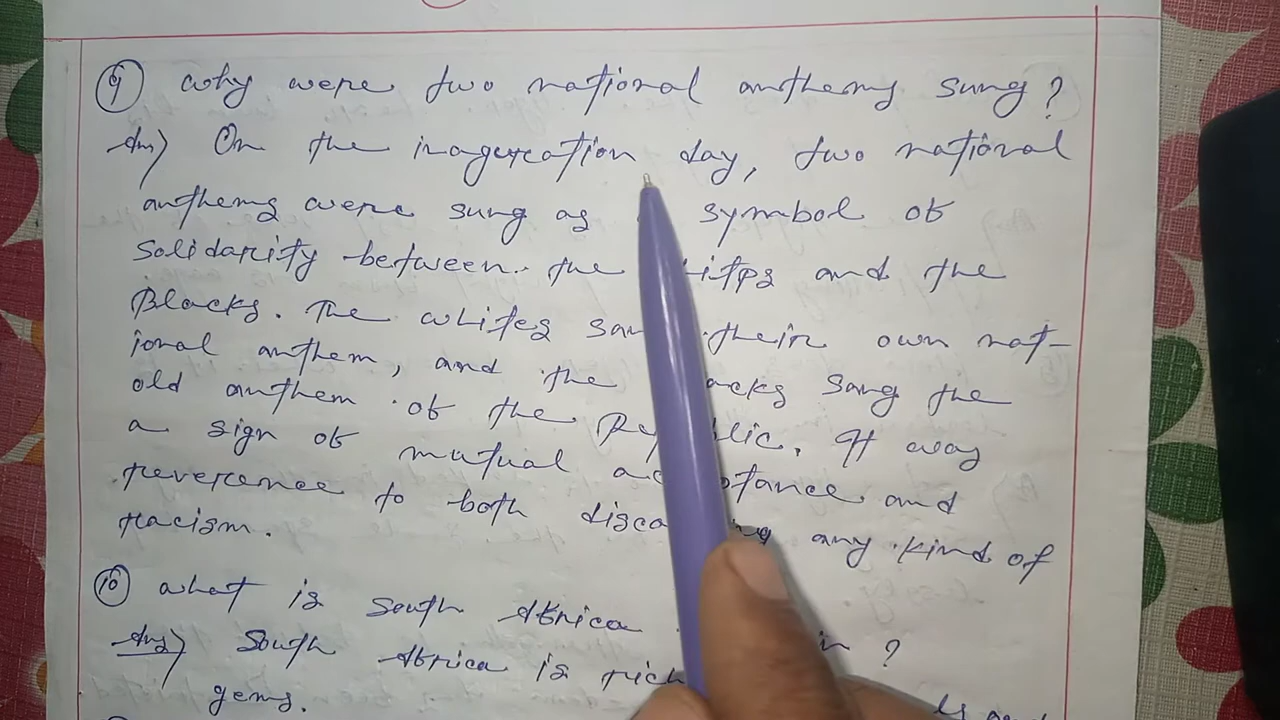 9 Why were two national anthems sung?
Ans) On the inaguration day, two national
anthems were sung as symbol of
solidarity between the and the
Blacks. The whites their own nat-
ional anthem, and the sang the
old anthem of the It was
a sign of mutual and
reverence to both any kind of
racism.
10 what is South Africa ?
Ans) South Africa is rich
gems.